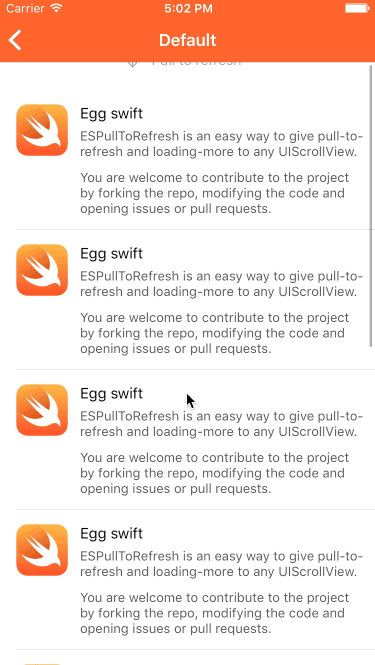 Carrier 5:02 PM
Default
Pull to refresh
Egg swift
ESPullToRefresh is an easy way to give pull-to-
refresh and loading-more to any UIScrollView.
You are welcome to contribute to the project
by forking the repo, modifying the code and
opening issues or pull requests.
Egg swift
ESPullToRefresh is an easy way to give pull-to-
refresh and loading-more to any UIScrollView.
You are welcome to contribute to the project
by forking the repo, modifying the code and
opening issues or pull requests.
Egg swift
ESPullToRefresh is an easy way to give pull-to-
refresh and loading-more to any UIScrollView.
You are welcome to contribute to the project
by forking the repo, modifying the code and
opening issues or pull requests.
Egg swift
ESPullToRefresh is an easy way to give pull-to-
refresh and loading-more to any UIScrollView.
You are welcome to contribute to the project
by forking the repo, modifying the code and
opening issues or pull requests.